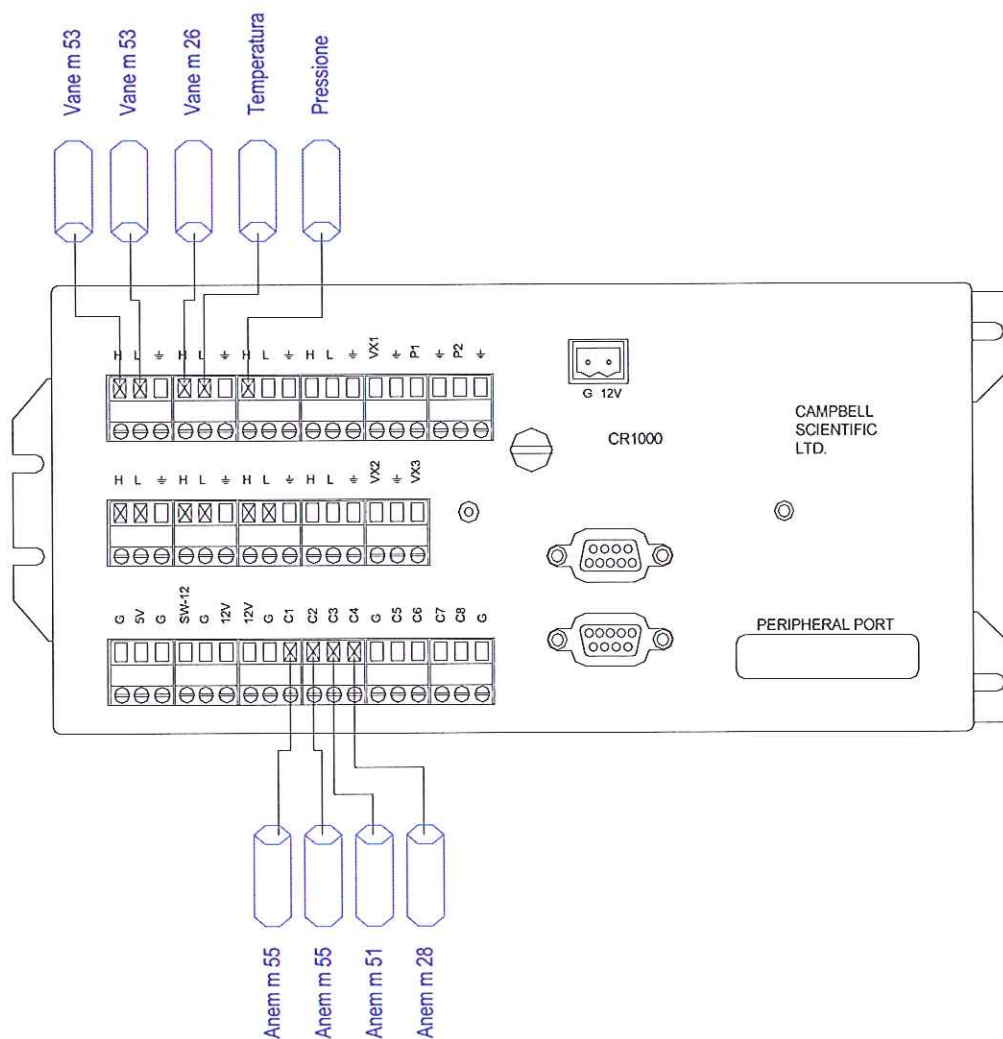 Vane m 53
Vane m 53
Vane m 26
Temperatura
Pressione
H L ⏚ H L ⏚ H L ⏚ H L ⏚ VX1 ⏚ P1 ⏚ P2 ⏚
G 12V
CR1000
CAMPBELL
SCIENTIFIC
LTD.
H L ⏚ H L ⏚ H L ⏚ H L ⏚ VX2 ⏚ VX3
G 5V G SW-12 G 12V 12V G C1 C2 C3 C4 G C5 C6 C7 C8 G
PERIPHERAL PORT
Anem m 55
Anem m 55
Anem m 51
Anem m 28